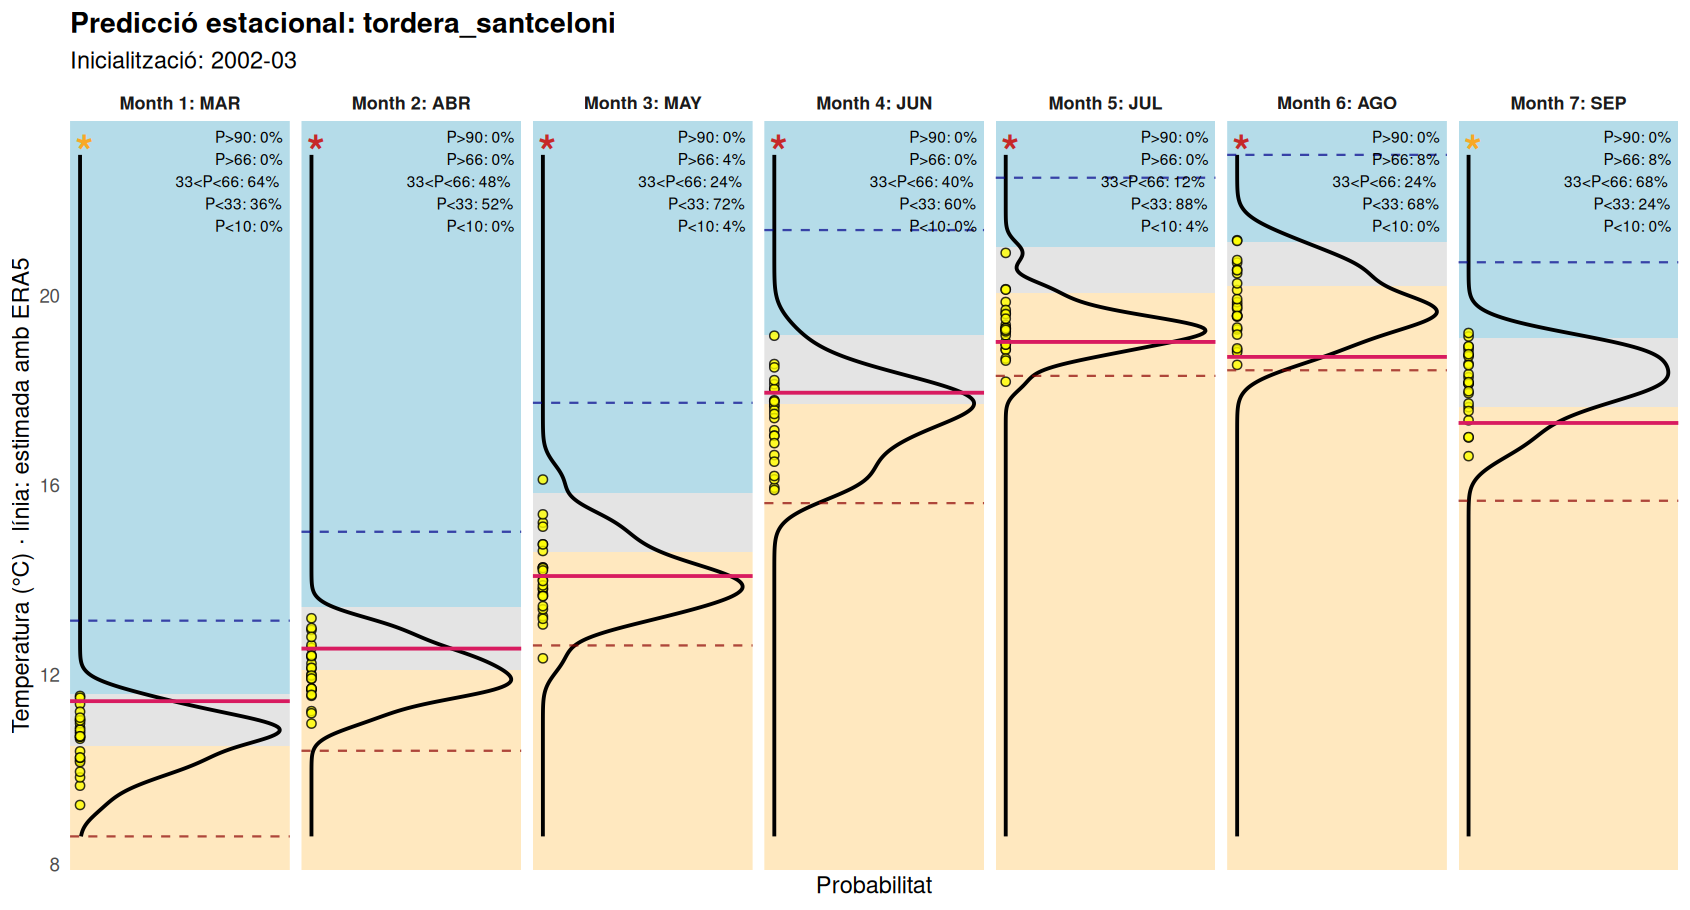 Predicció estacional: tordera_santceloni
Inicialització: 2002-03
Month 1: MAR
Month 2: ABR
Month 3: MAY
Month 4: JUN
Month 5: JUL
Month 6: AGO
Month 7: SEP
*
P>90: 0%
P>66: 0%
33<P<66: 64%
P<33: 36%
P<10: 0%
*
P>90: 0%
P>66: 0%
33<P<66: 48%
P<33: 52%
P<10: 0%
*
P>90: 0%
P>66: 4%
33<P<66: 24%
P<33: 72%
P<10: 4%
*
P>90: 0%
P>66: 0%
33<P<66: 40%
P<33: 60%
P<10: 0%
*
P>90: 0%
P>66: 0%
33<P<66: 12%
P<33: 88%
P<10: 4%
*
P>90: 0%
P>66: 8%
33<P<66: 24%
P<33: 68%
P<10: 0%
*
P>90: 0%
P>66: 8%
33<P<66: 68%
P<33: 24%
P<10: 0%
20
16
12
8
Temperatura (°C) · línia: estimada amb ERA5
Probabilitat